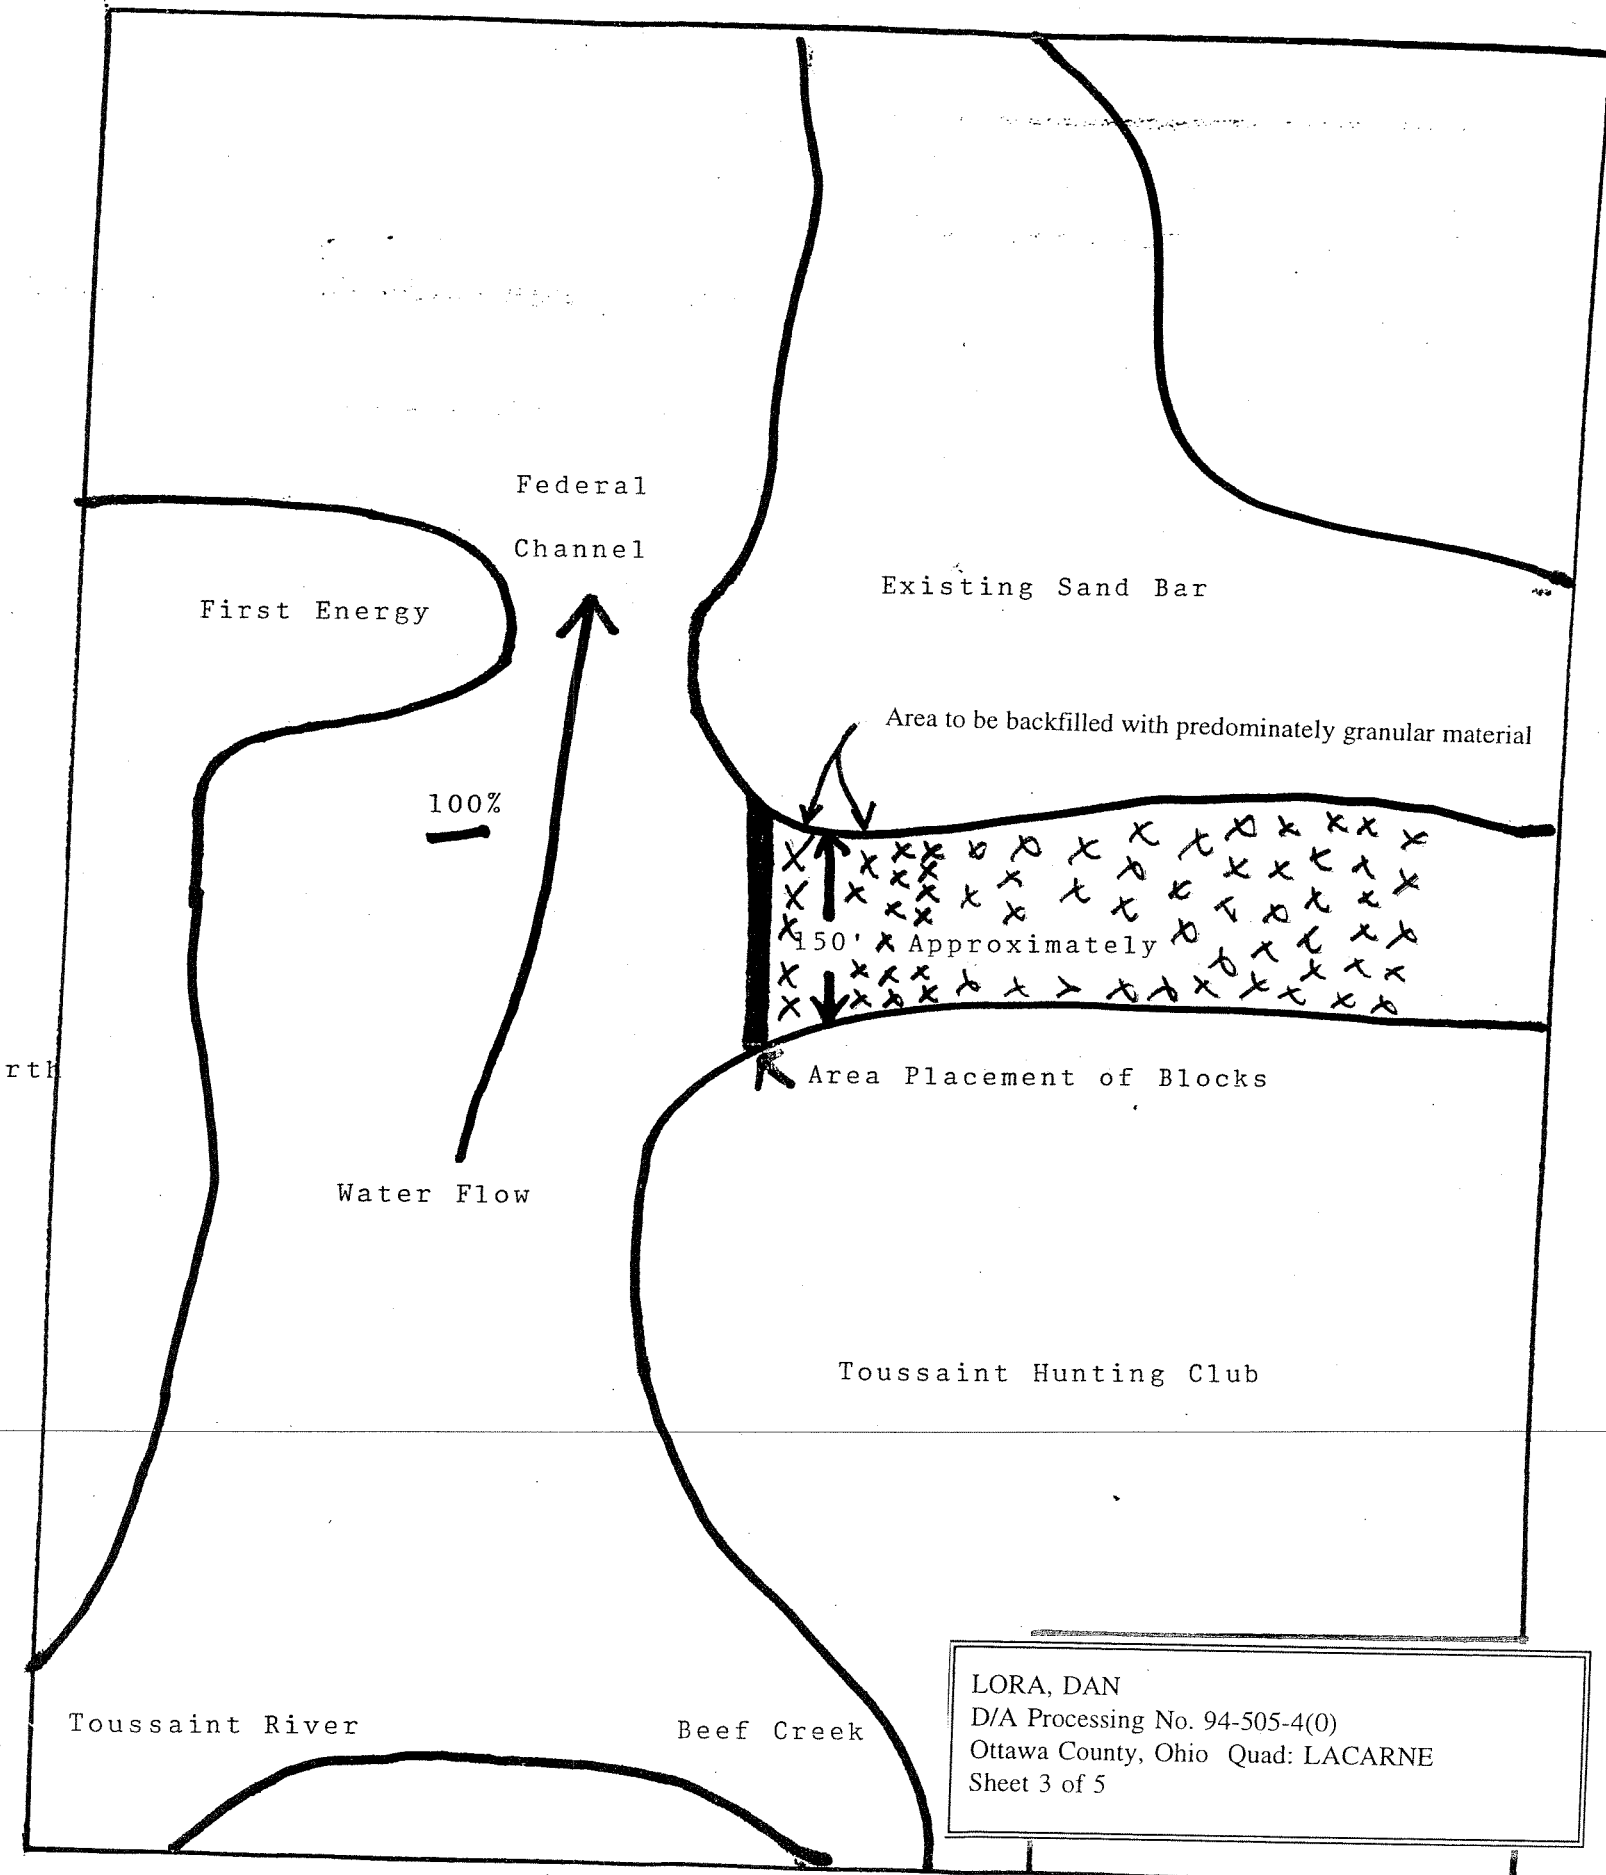 Federal
Channel
First Energy
Existing Sand Bar
Area to be backfilled with predominately granular material
100%
150' Approximately
rth
Area Placement of Blocks
Water Flow
Toussaint Hunting Club
Toussaint River
Beef Creek
LORA, DAN
D/A Processing No. 94-505-4(0)
Ottawa County, Ohio Quad: LACARNE
Sheet 3 of 5